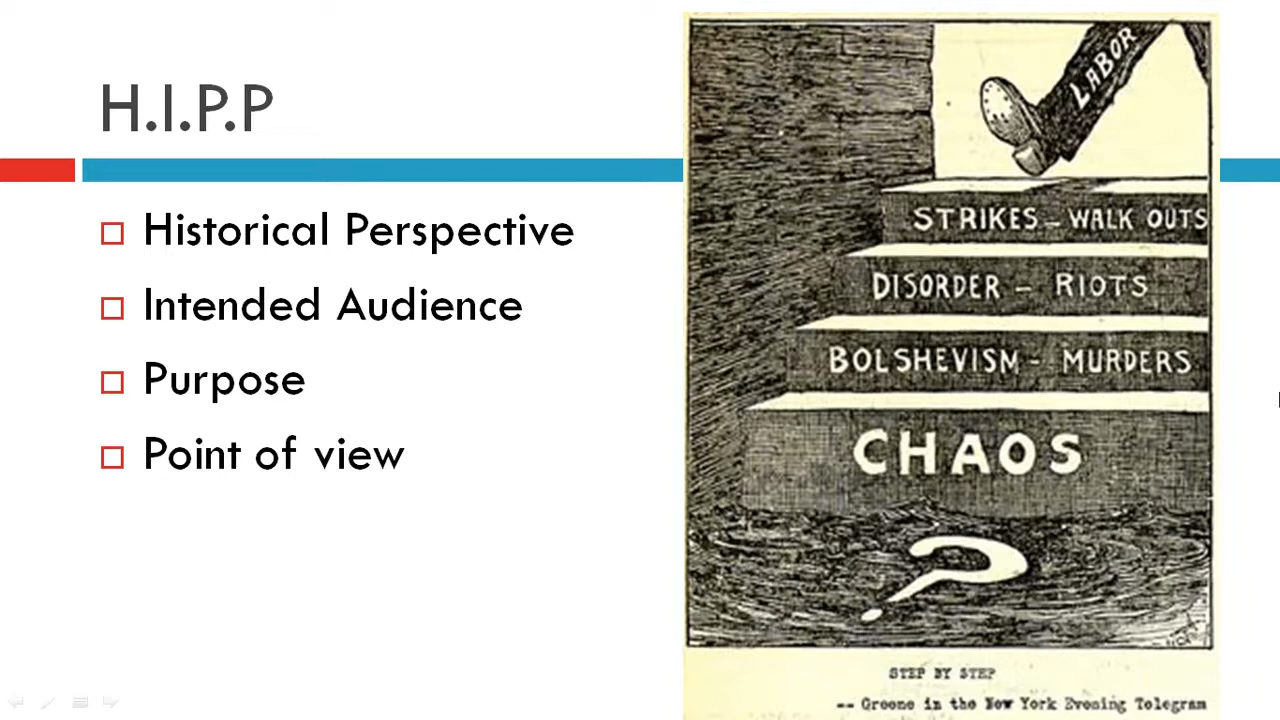 H.I.P.P
Historical Perspective
Intended Audience
Purpose
Point of view
LABOR
STRIKES - WALK OUTS
DISORDER - RIOTS
BOLSHEVISM - MURDERS
CHAOS
?
STEP BY STEP
-- Greene in the New York Evening Telegram